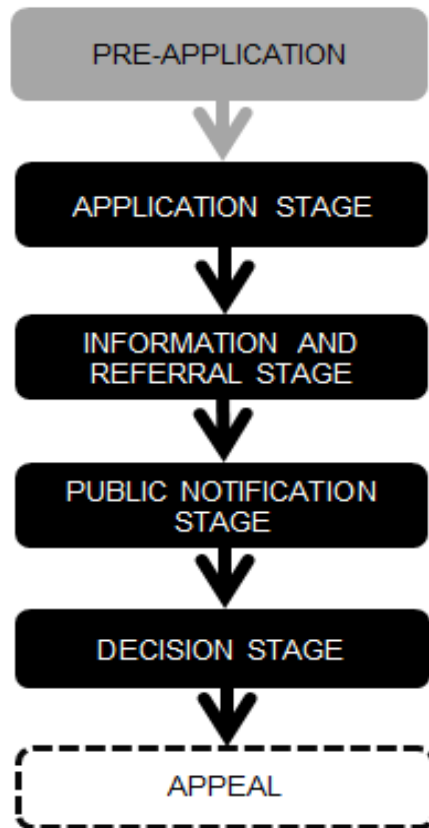 PRE-APPLICATION
APPLICATION STAGE
INFORMATION AND
REFERRAL STAGE
PUBLIC NOTIFICATION
STAGE
DECISION STAGE
APPEAL